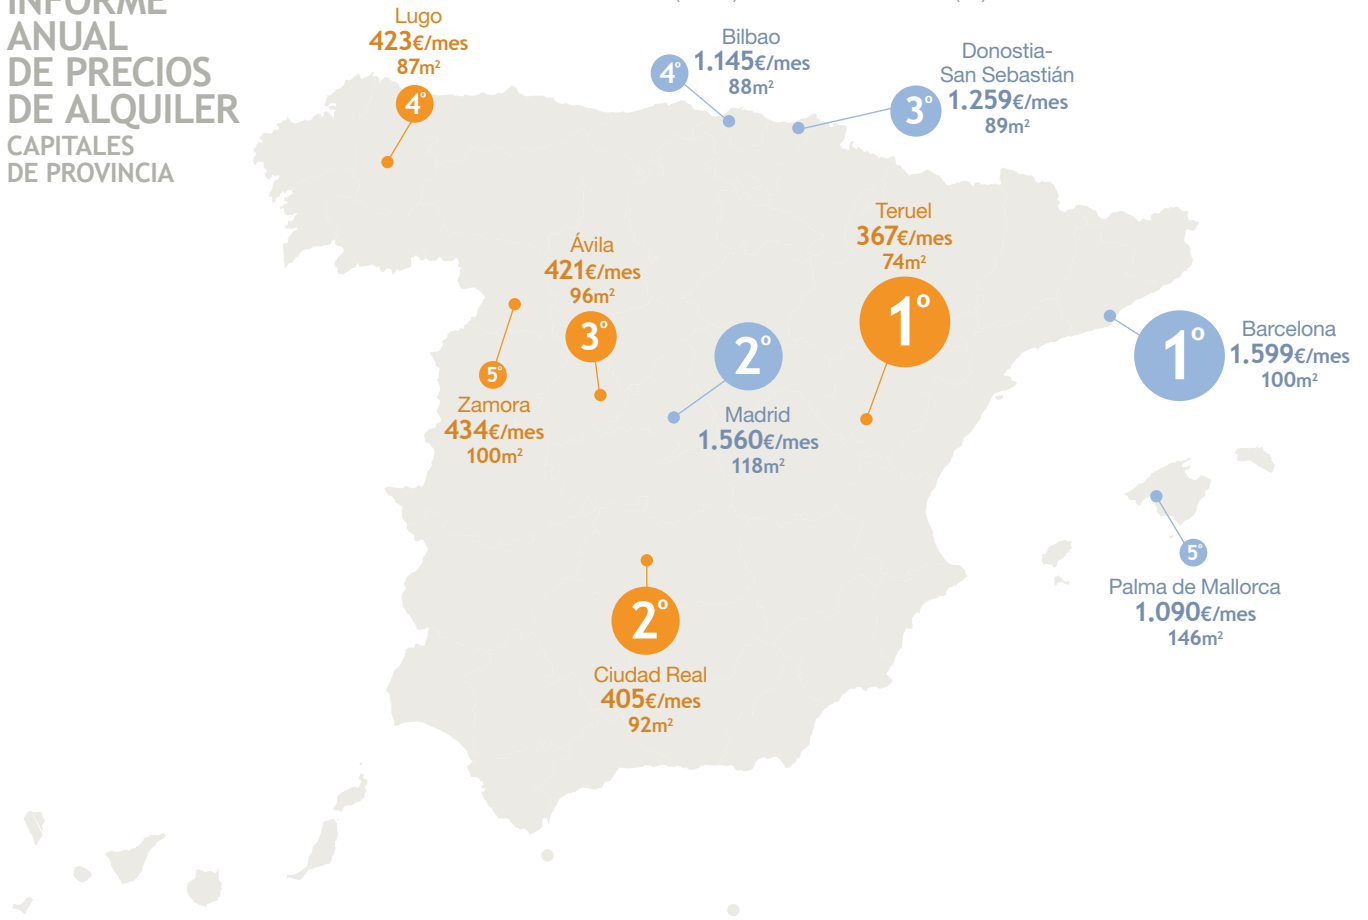 INFORME
ANUAL
DE PRECIOS
DE ALQUILER
CAPITALES
DE PROVINCIA
Lugo
423€/mes
87m²
4º
Bilbao
1.145€/mes
88m²
4º
Donostia-
San Sebastián
1.259€/mes
89m²
3º
Teruel
367€/mes
74m²
1º
Ávila
421€/mes
96m²
3º
2º
Madrid
1.560€/mes
118m²
1º
Barcelona
1.599€/mes
100m²
5º
Zamora
434€/mes
100m²
5º
Palma de Mallorca
1.090€/mes
146m²
2º
Ciudad Real
405€/mes
92m²